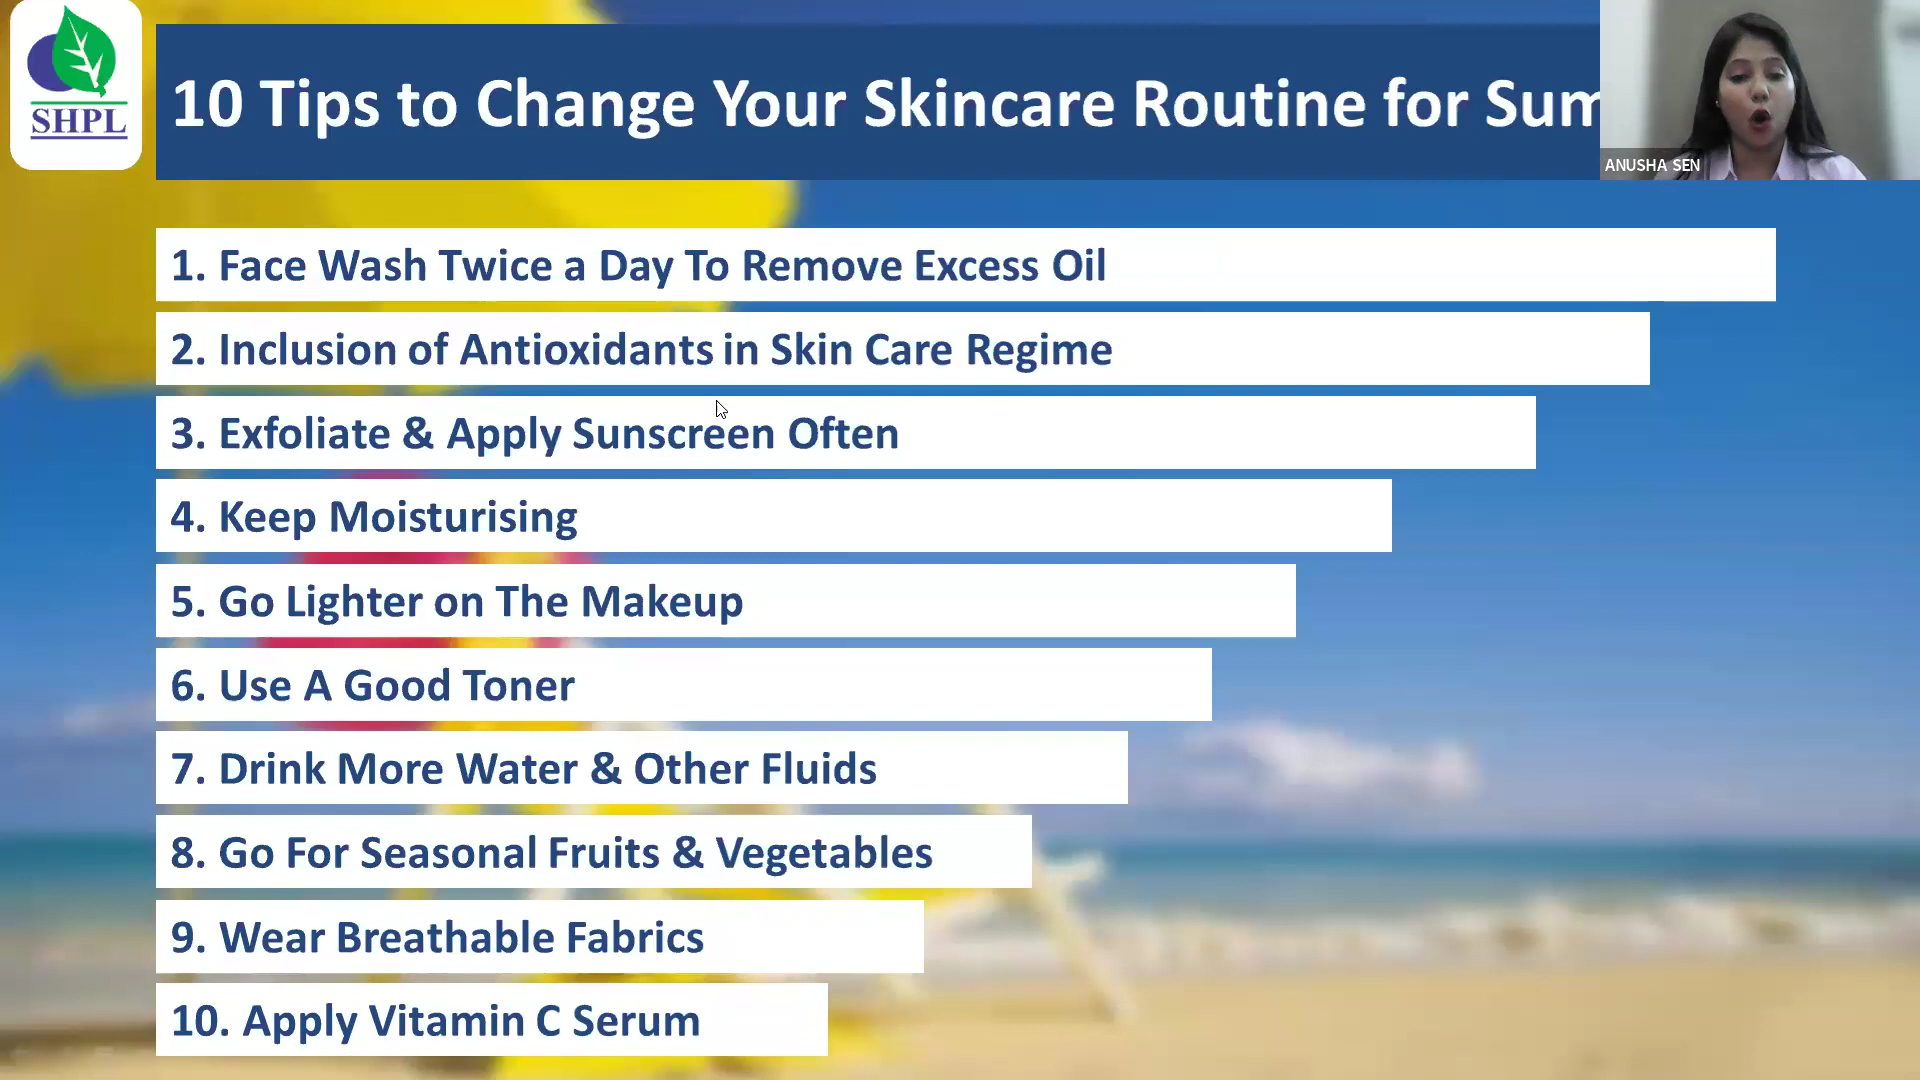 SHPL
10 Tips to Change Your Skincare Routine for Sum
ANUSHA SEN
1. Face Wash Twice a Day To Remove Excess Oil
2. Inclusion of Antioxidants in Skin Care Regime
3. Exfoliate & Apply Sunscreen Often
4. Keep Moisturising
5. Go Lighter on The Makeup
6. Use A Good Toner
7. Drink More Water & Other Fluids
8. Go For Seasonal Fruits & Vegetables
9. Wear Breathable Fabrics
10. Apply Vitamin C Serum